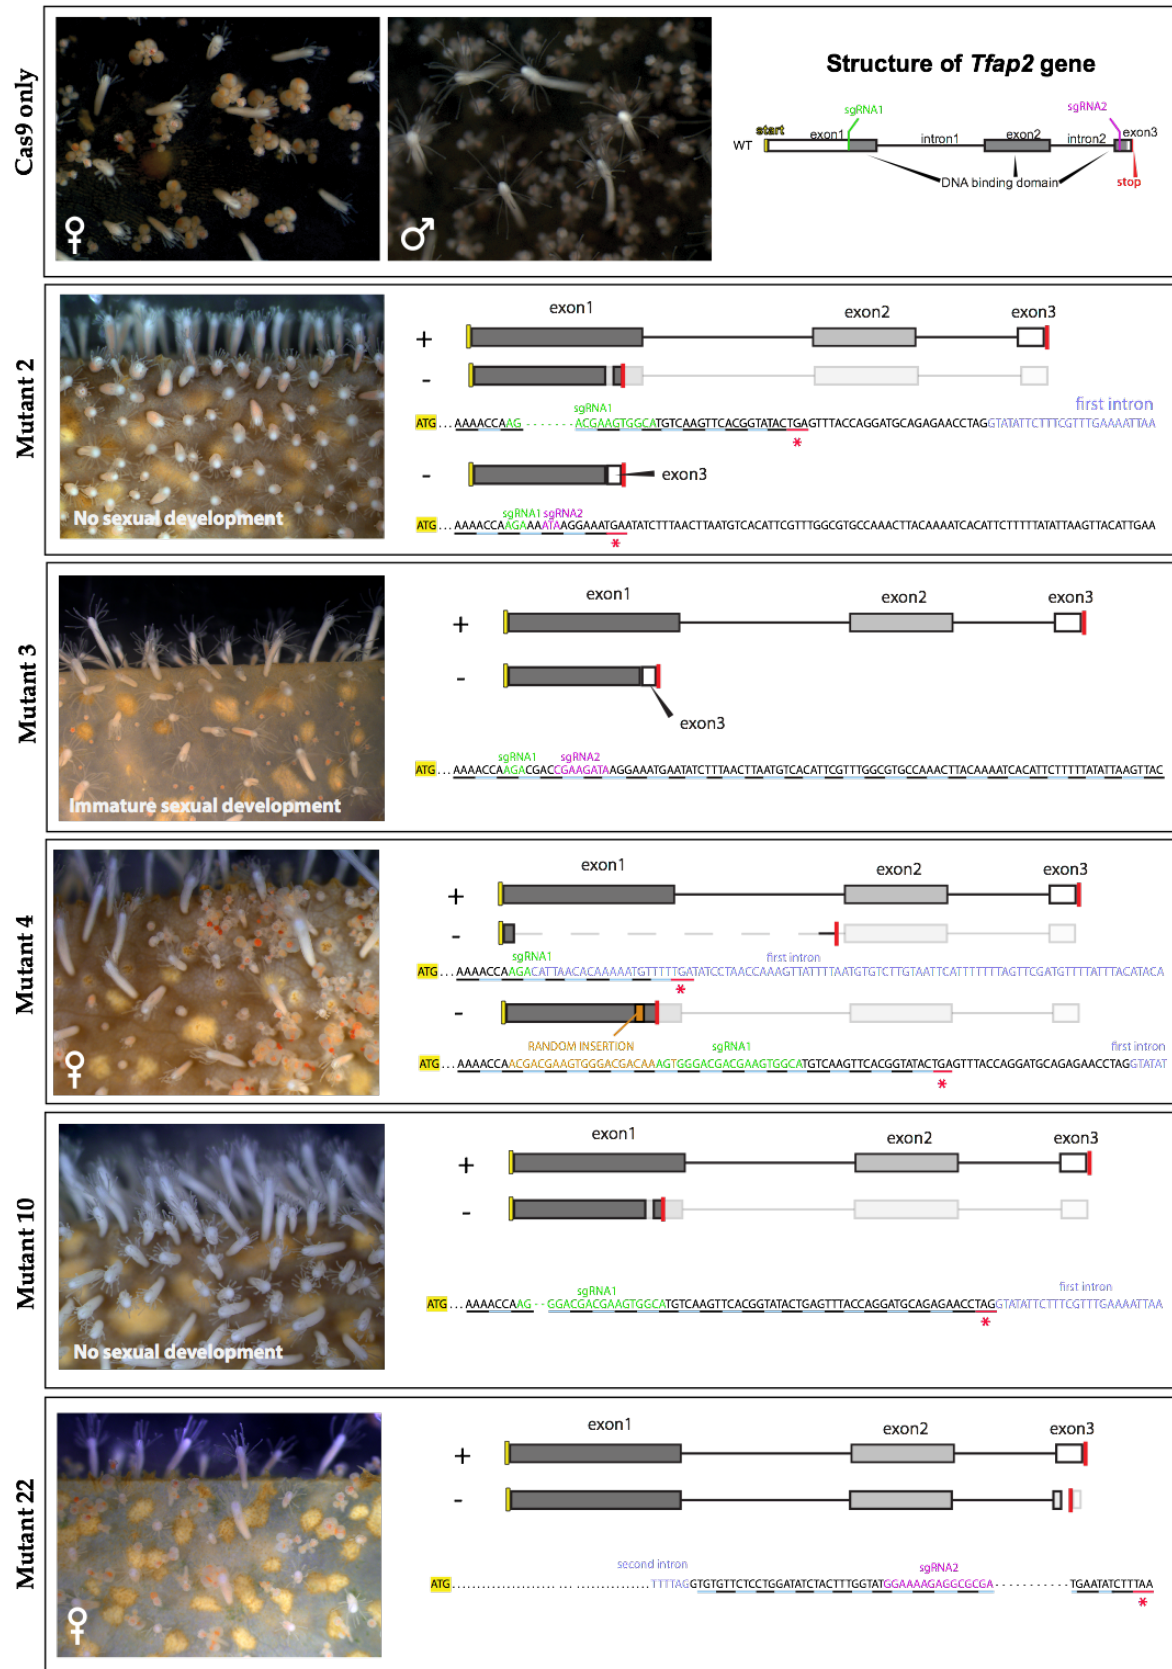 Cas9 only
♀
♂
Structure of Tfap2 gene
sgRNA1
sgRNA2
start
exon1
intron1
exon2
intron2
exon3
WT
DNA binding domain
stop
Mutant 2
No sexual development
exon1
exon2
exon3
+
-
sgRNA1
first intron
ATG ... AAAACCAAG - - - - - - - ACGAAGTGGCATGTCAAGTTCACGGTATACTGAGTTTACCAGGATGCAGAGAACCTAGGTATATTCTTTCGTTTGAAAATTAA
*
-
exon3
sgRNA1 sgRNA2
ATG ... AAAACCAAGAAATAAGGAAATGAATATCTTTAACTTAATGTCACATTCGTTTGGCGTGCCAAACTTACAAAATCACATTCTTTTTATATTAAGTTACATTGAA
*
Mutant 3
Immature sexual development
exon1
exon2
exon3
+
-
exon3
sgRNA1
sgRNA2
ATG ... AAAACCAAGACGACCGAAGATAAGGAAATGAATATCTTTAACTTAATGTCACATTCGTTTGGCGTGCCAAACTTACAAAATCACATTCTTTTTATATTAAGTTAC
Mutant 4
♀
exon1
exon2
exon3
+
-
sgRNA1
first intron
ATG ... AAAACCAAGACATTAACACAAAAATGTTTTTGATATCCTAACCAAAGTTATTTTAATGTGTCTTGTAATTCATTTTTTTAGTTCGATGTTTTATTTACATACA
*
-
RANDOM INSERTION
sgRNA1
first intron
ATG ... AAAACCAACGACGAAGTGGGACGACAAAGTGGGACGACGAAGTGGCATGTCAAGTTCACGGTATACTGAGTTTACCAGGATGCAGAGAACCTAGGTATAT
*
Mutant 10
No sexual development
exon1
exon2
exon3
+
-
sgRNA1
first intron
ATG ... AAAACCAAG - - GGACGACGAAGTGGCATGTCAAGTTCACGGTATACTGAGTTTACCAGGATGCAGAGAACCTAGGTATATTCTTTCGTTTGAAAATTAA
*
Mutant 22
♀
exon1
exon2
exon3
+
-
second intron
sgRNA2
ATG ........................................ TTTTAGGTGTGTTCTCCTGGATATCTACTTTGGTATGGAAAAGAGGCGCGA - - - - - - - - - - - TGAATATCTTTAA
*